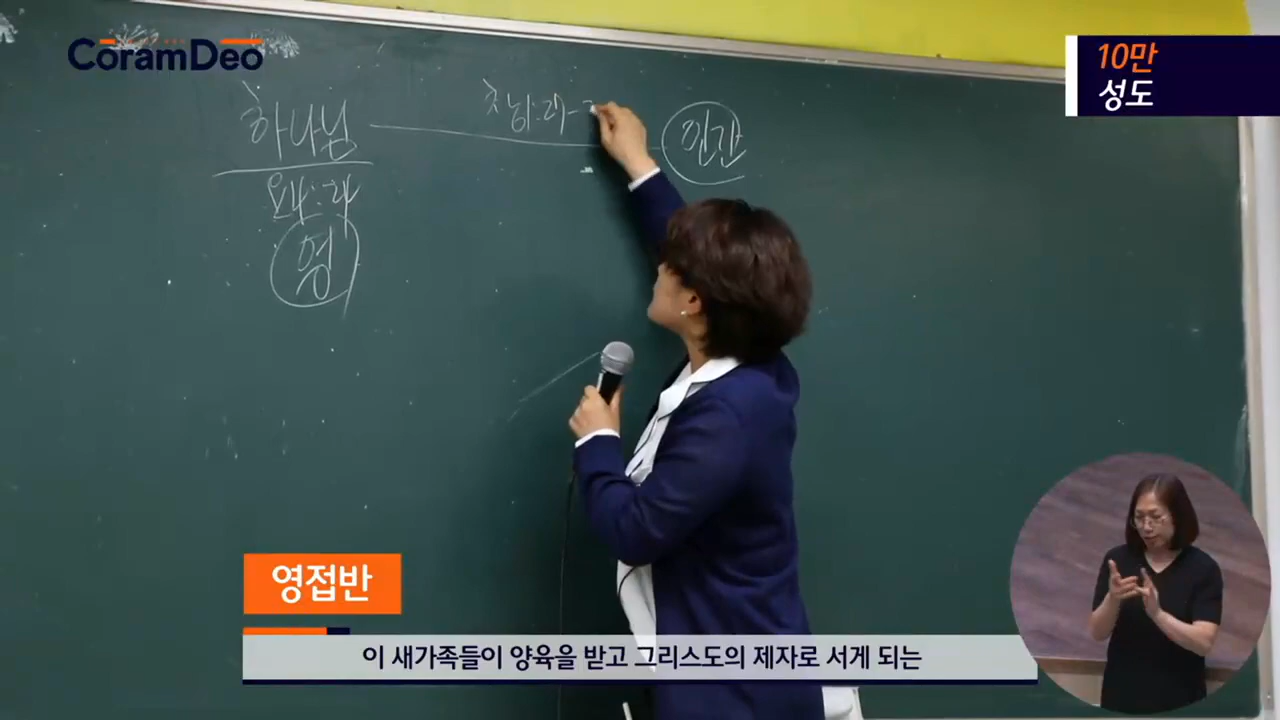 CoramDeo
10만
성도
하나님
인간
영
영접반
이 새가족들이 양육을 받고 그리스도의 제자로 서게 되는